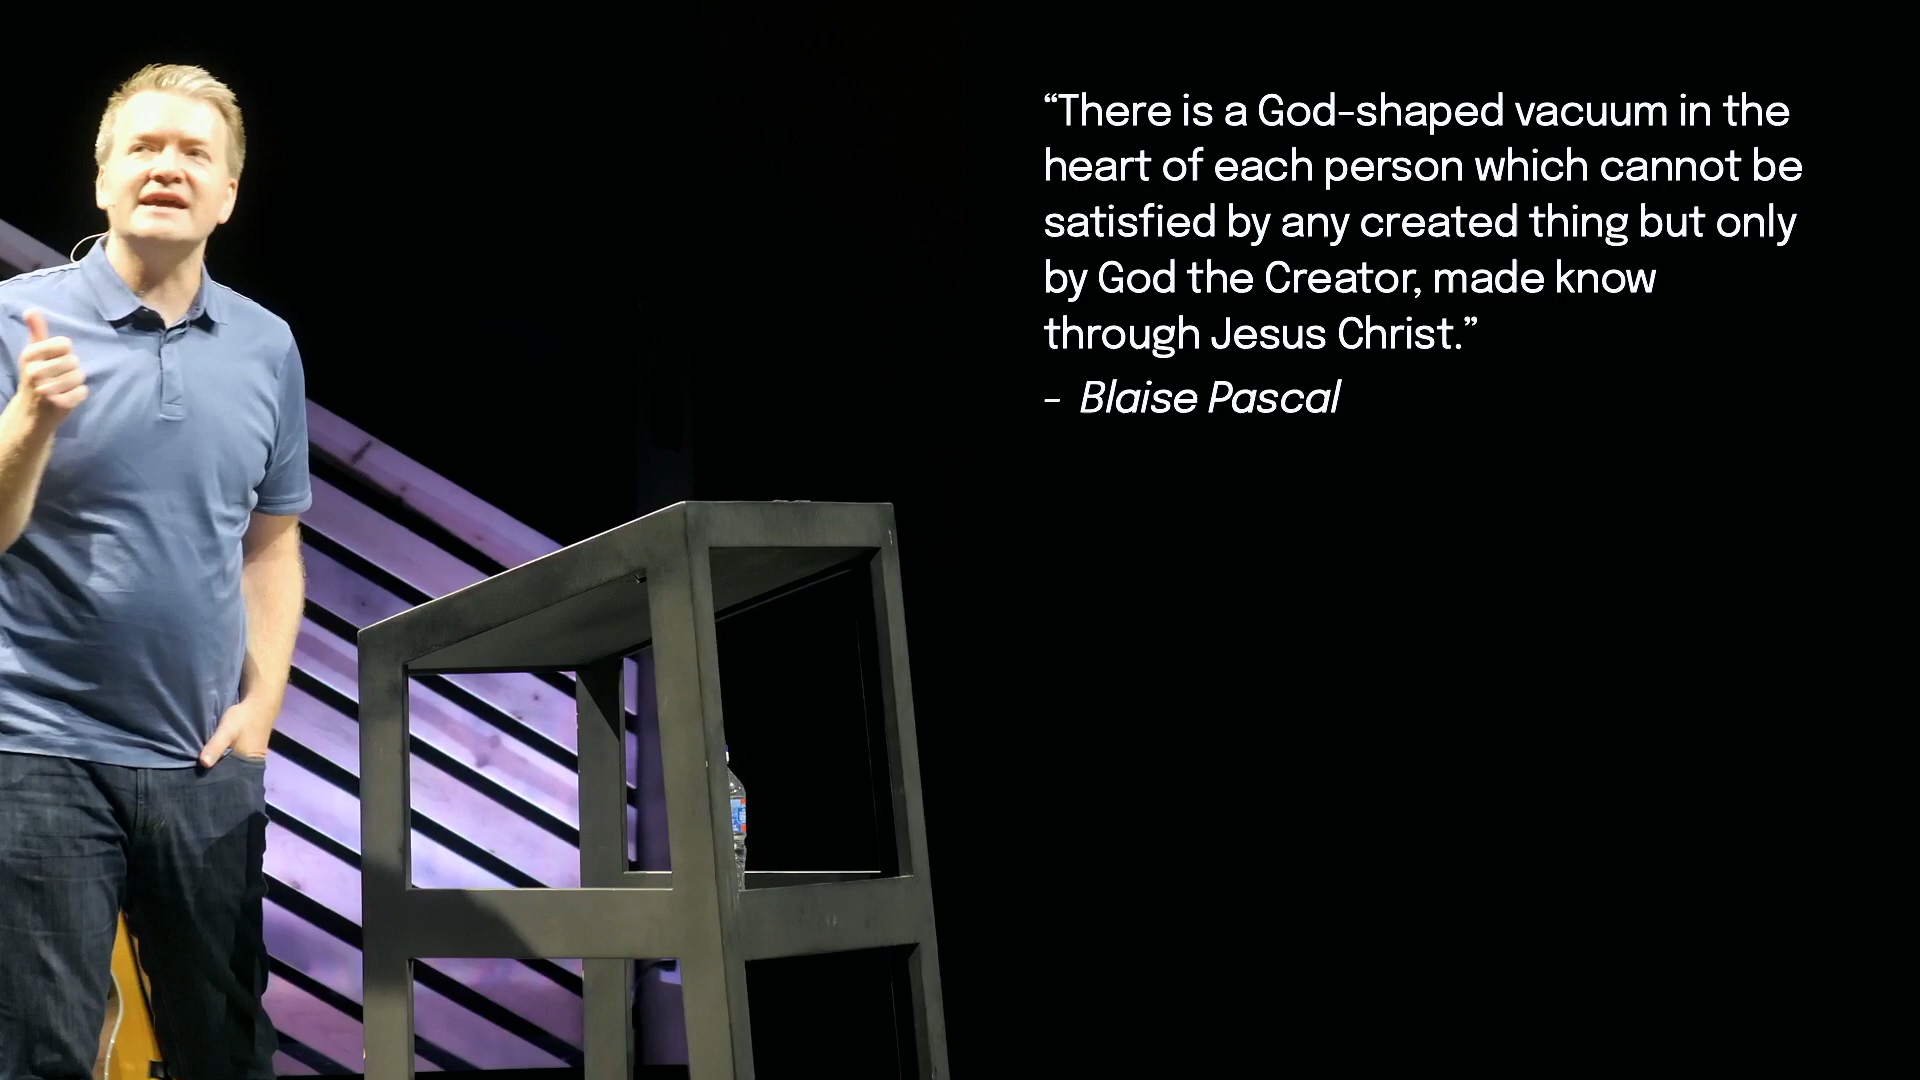 “There is a God-shaped vacuum in the
heart of each person which cannot be
satisfied by any created thing but only
by God the Creator, made know
through Jesus Christ.”
- Blaise Pascal